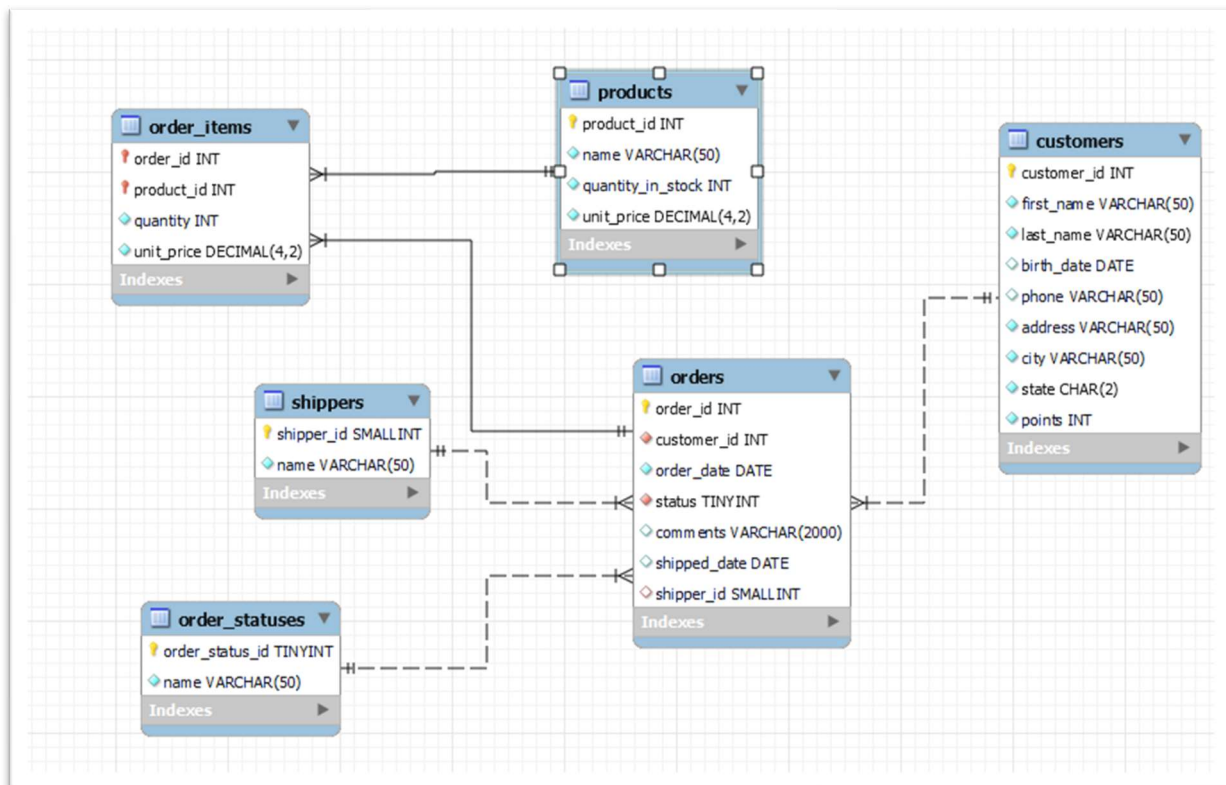 order_items
order_id INT
product_id INT
quantity INT
unit_price DECIMAL(4,2)
Indexes
products
product_id INT
name VARCHAR(50)
quantity_in_stock INT
unit_price DECIMAL(4,2)
Indexes
customers
customer_id INT
first_name VARCHAR(50)
last_name VARCHAR(50)
birth_date DATE
phone VARCHAR(50)
address VARCHAR(50)
city VARCHAR(50)
state CHAR(2)
points INT
Indexes
shippers
shipper_id SMALLINT
name VARCHAR(50)
Indexes
orders
order_id INT
customer_id INT
order_date DATE
status TINYINT
comments VARCHAR(2000)
shipped_date DATE
shipper_id SMALLINT
Indexes
order_statuses
order_status_id TINYINT
name VARCHAR(50)
Indexes